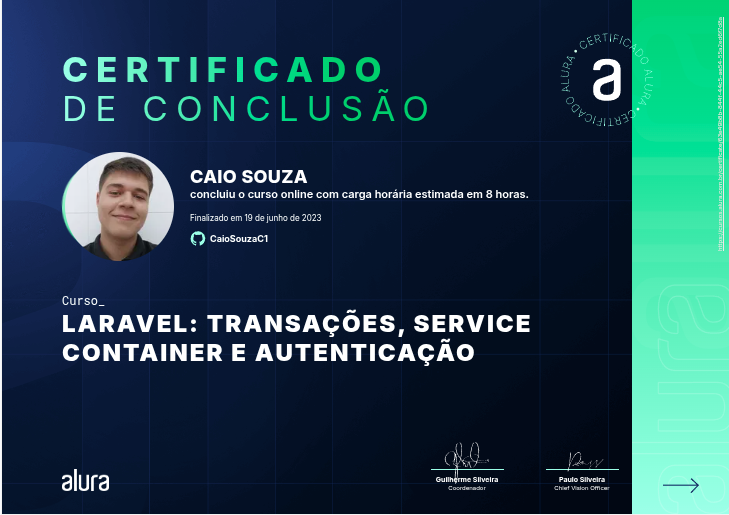 CERTIFICADO
DE CONCLUSÃO
CERTIFICADO ALURA • CERTIFICADO ALURA •
a
CAIO SOUZA
concluiu o curso online com carga horária estimada em 8 horas.
Finalizado em 19 de junho de 2023
CaioSouzaC1
Curso_
LARAVEL: TRANSAÇÕES, SERVICE
CONTAINER E AUTENTICAÇÃO
alura
Guilherme Silveira
Coordenador
Paulo Silveira
Chief Vision Officer
alura